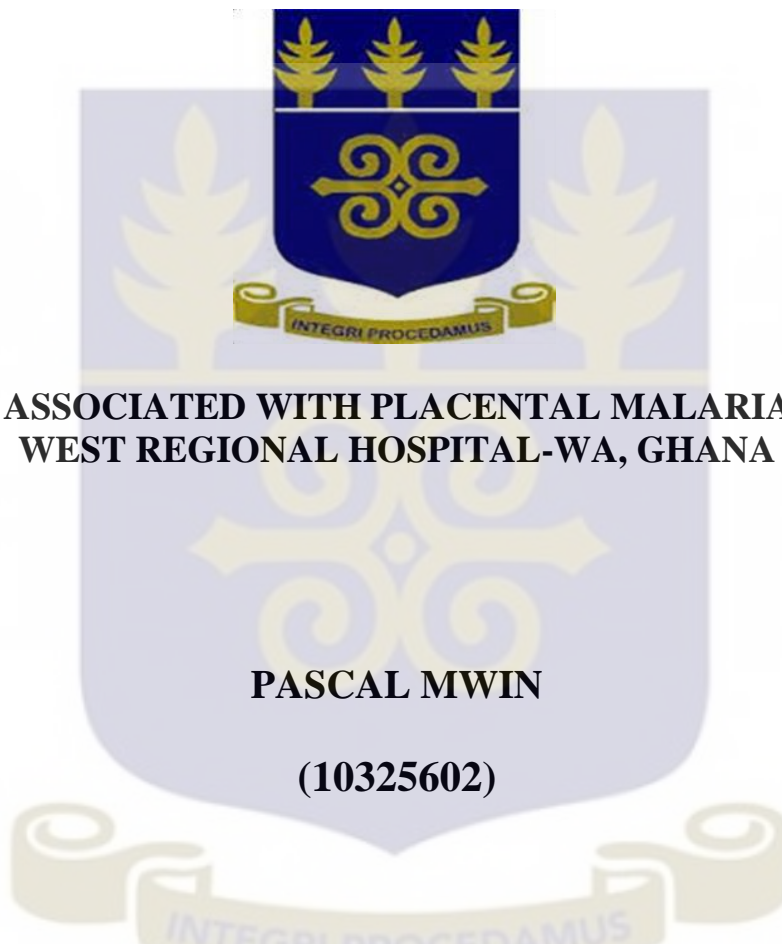 INTEGRI PROCEDAMUS
ASSOCIATED WITH PLACENTAL MALARIA
WEST REGIONAL HOSPITAL-WA, GHANA
PASCAL MWIN
(10325602)
INTEGRI PROCEDAMUS